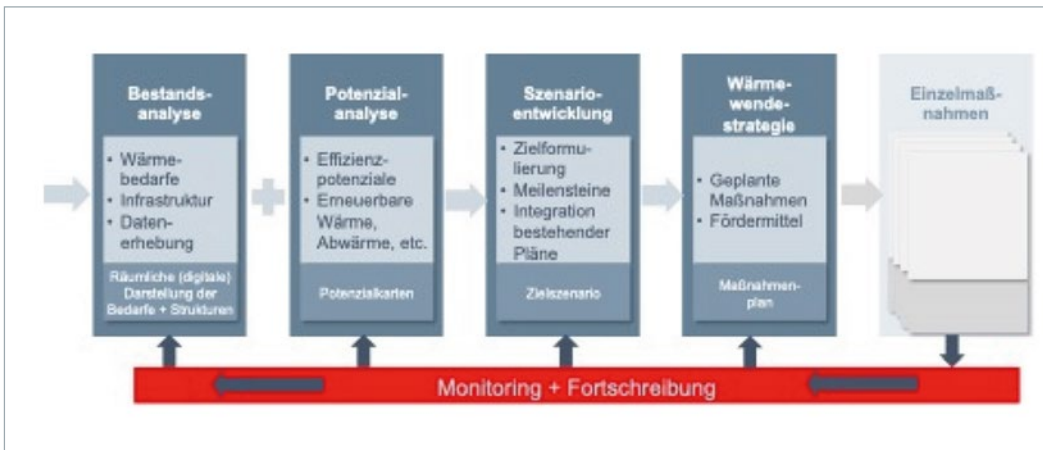 Bestands-
analyse
• Wärme-
bedarfe
• Infrastruktur
• Daten-
erhebung
Räumliche (digitale)
Darstellung der
Bedarfe + Strukturen
Potenzial-
analyse
• Effizienz-
potenziale
• Erneuerbare
Wärme,
Abwärme, etc.
Potenzialkarten
Szenario-
entwicklung
• Zielformu-
lierung
• Meilensteine
• Integration
bestehender
Pläne
Zielszenario
Wärme-
wende-
strategie
• Geplante
Maßnahmen
• Fördermittel
Maßnahmen-
plan
Einzelmaß-
nahmen
Monitoring + Fortschreibung